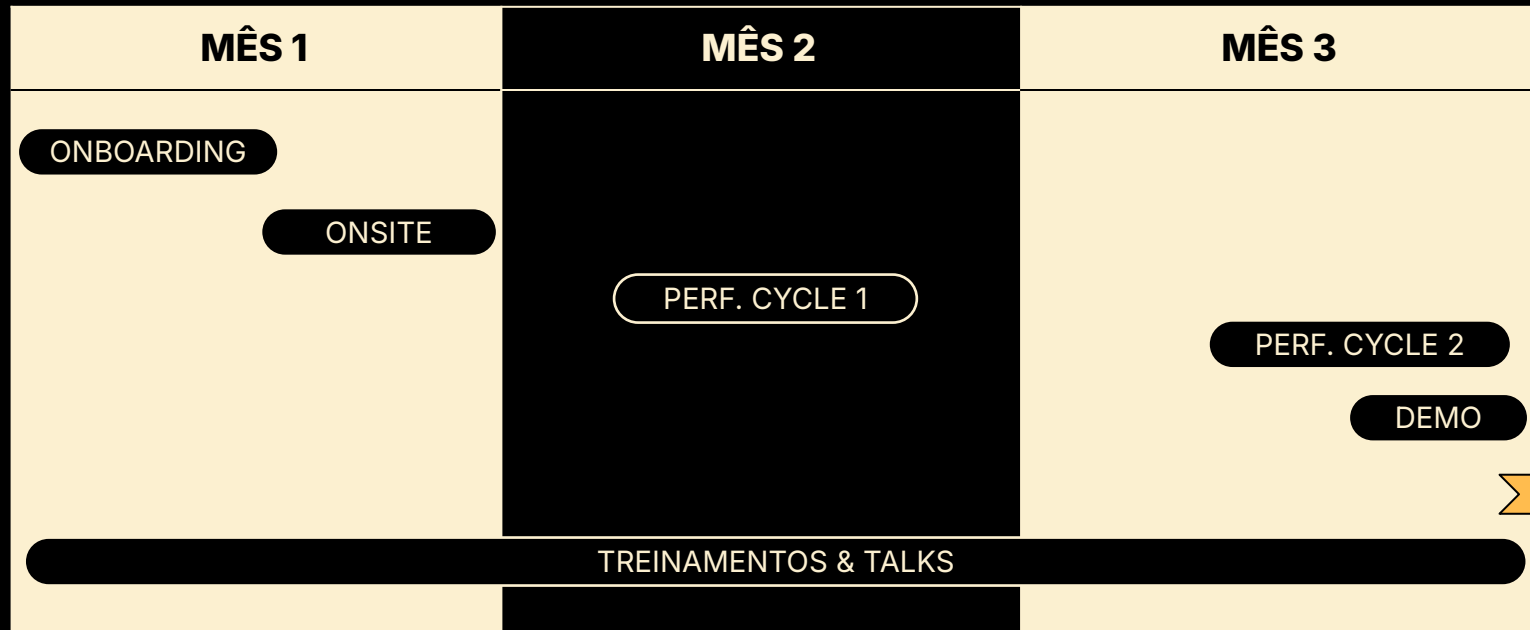 MÊS 1
MÊS 2
MÊS 3
ONBOARDING
ONSITE
PERF. CYCLE 1
PERF. CYCLE 2
DEMO
TREINAMENTOS & TALKS